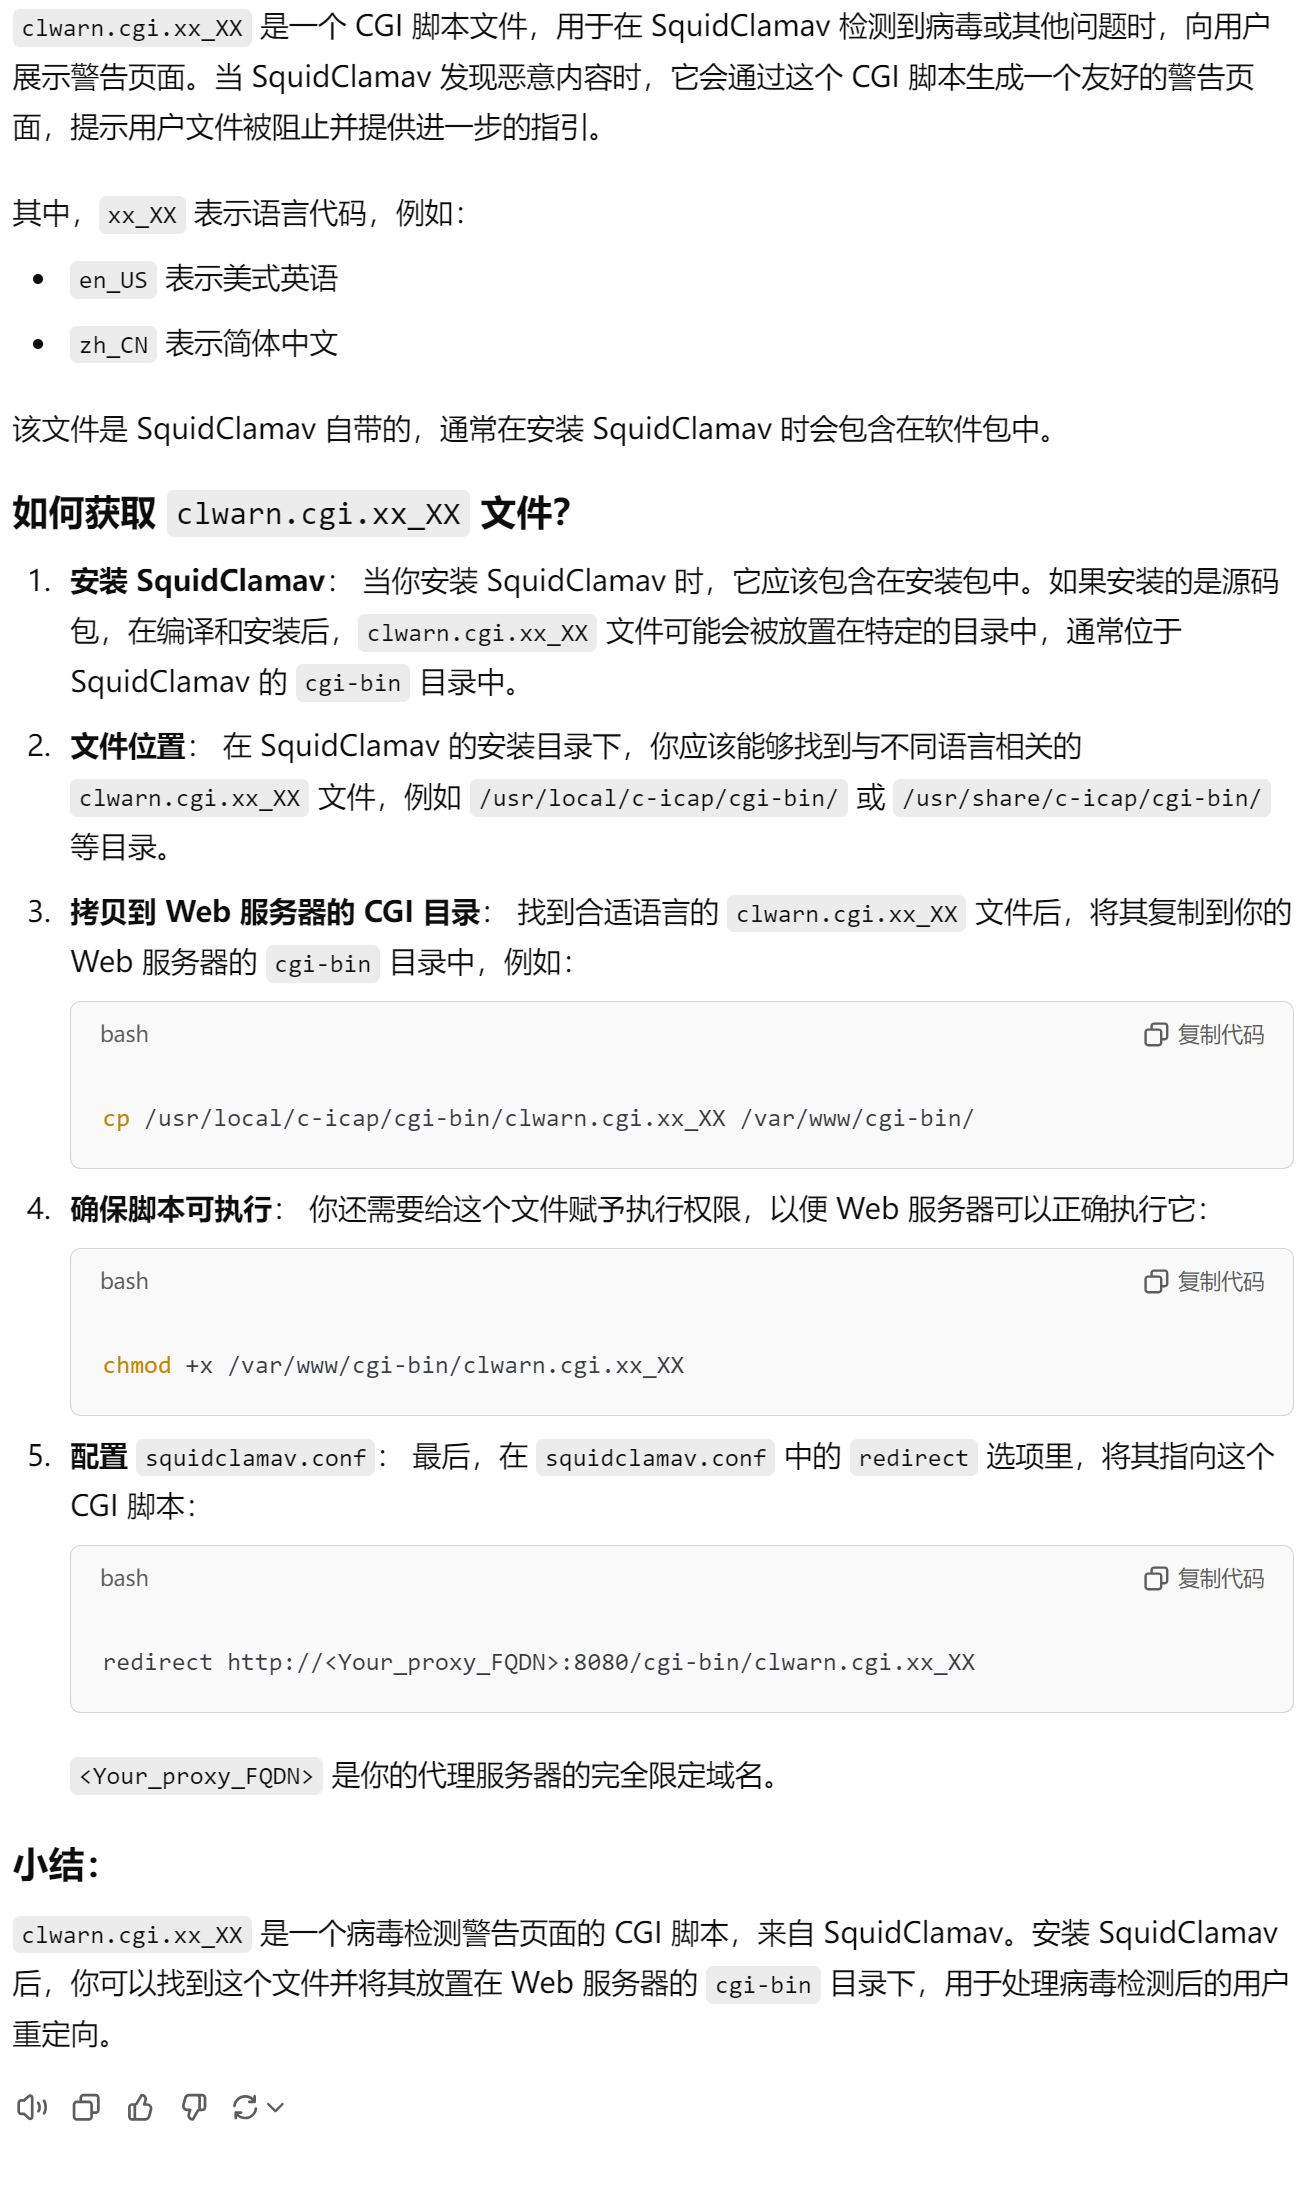 clwarn.cgi.xx_XX 是一个 CGI 脚本文件，用于在 SquidClamav 检测到病毒或其他问题时，向用户
展示警告页面。当 SquidClamav 发现恶意内容时，它会通过这个 CGI 脚本生成一个友好的警告页
面，提示用户文件被阻止并提供进一步的指引。
其中，xx_XX 表示语言代码，例如：
• en_US 表示美式英语
• zh_CN 表示简体中文
该文件是 SquidClamav 自带的，通常在安装 SquidClamav 时会包含在软件包中。
如何获取 clwarn.cgi.xx_XX 文件？
1. 安装 SquidClamav： 当你安装 SquidClamav 时，它应该包含在安装包中。如果安装的是源码
包，在编译和安装后，clwarn.cgi.xx_XX 文件可能会被放置在特定的目录中，通常位于
SquidClamav 的 cgi-bin 目录中。
2. 文件位置： 在 SquidClamav 的安装目录下，你应该能够找到与不同语言相关的
clwarn.cgi.xx_XX 文件，例如 /usr/local/c-icap/cgi-bin/ 或 /usr/share/c-icap/cgi-bin/
等目录。
3. 拷贝到 Web 服务器的 CGI 目录： 找到合适语言的 clwarn.cgi.xx_XX 文件后，将其复制到你的
Web 服务器的 cgi-bin 目录中，例如：
bash 复制代码
cp /usr/local/c-icap/cgi-bin/clwarn.cgi.xx_XX /var/www/cgi-bin/
4. 确保脚本可执行： 你还需要给这个文件赋予执行权限，以便 Web 服务器可以正确执行它：
bash 复制代码
chmod +x /var/www/cgi-bin/clwarn.cgi.xx_XX
5. 配置 squidclamav.conf： 最后，在 squidclamav.conf 中的 redirect 选项里，将其指向这个
CGI 脚本：
bash 复制代码
redirect http://<Your_proxy_FQDN>:8080/cgi-bin/clwarn.cgi.xx_XX
<Your_proxy_FQDN> 是你的代理服务器的完全限定域名。
小结：
clwarn.cgi.xx_XX 是一个病毒检测警告页面的 CGI 脚本，来自 SquidClamav。安装 SquidClamav
后，你可以找到这个文件并将其放置在 Web 服务器的 cgi-bin 目录下，用于处理病毒检测后的用户
重定向。